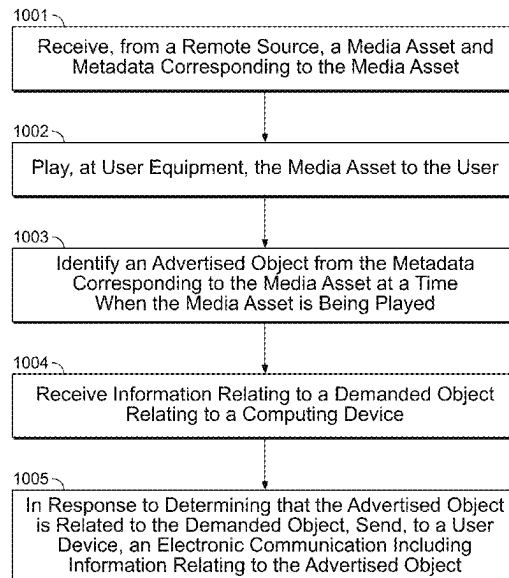 1001
Receive, from a Remote Source, a Media Asset and
Metadata Corresponding to the Media Asset
1002
Play, at User Equipment, the Media Asset to the User
1003
Identify an Advertised Object from the Metadata
Corresponding to the Media Asset at a Time
When the Media Asset is Being Played
1004
Receive Information Relating to a Demanded Object
Relating to a Computing Device
1005
In Response to Determining that the Advertised Object
is Related to the Demanded Object, Send, to a User
Device, an Electronic Communication Including
Information Relating to the Advertised Object